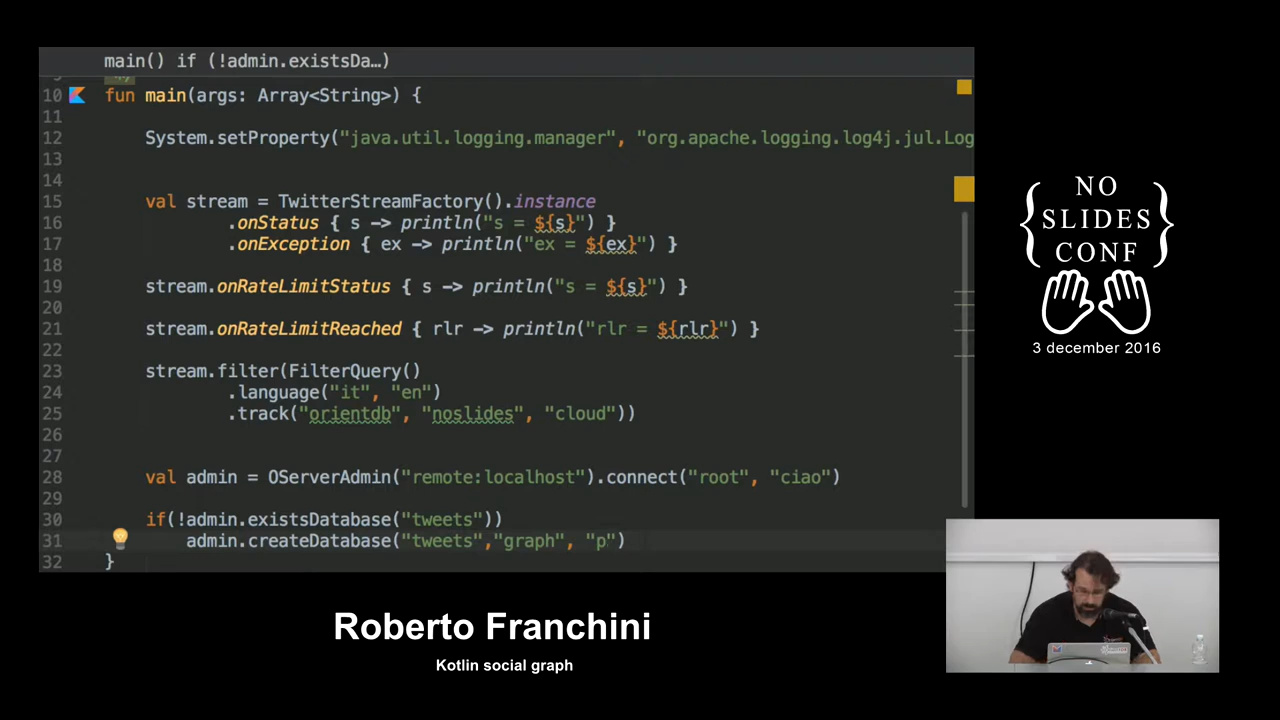 main() if (!admin.existsDa…)
10 fun main(args: Array<String>) {
11
12 System.setProperty("java.util.logging.manager", "org.apache.logging.log4j.jul.Log
13
14
15 val stream = TwitterStreamFactory().instance
16 .onStatus { s -> println("s = ${s}") }
17 .onException { ex -> println("ex = ${ex}") }
18
19 stream.onRateLimitStatus { s -> println("s = ${s}") }
20
21 stream.onRateLimitReached { rlr -> println("rlr = ${rlr}") }
22
23 stream.filter(FilterQuery()
24 .language("it", "en")
25 .track("orientdb", "noslides", "cloud"))
26
27
28 val admin = OServerAdmin("remote:localhost").connect("root", "ciao")
29
30 if(!admin.existsDatabase("tweets"))
31 admin.createDatabase("tweets","graph", "p")
32 }
NO
SLIDES
CONF
3 december 2016
Roberto Franchini
Kotlin social graph